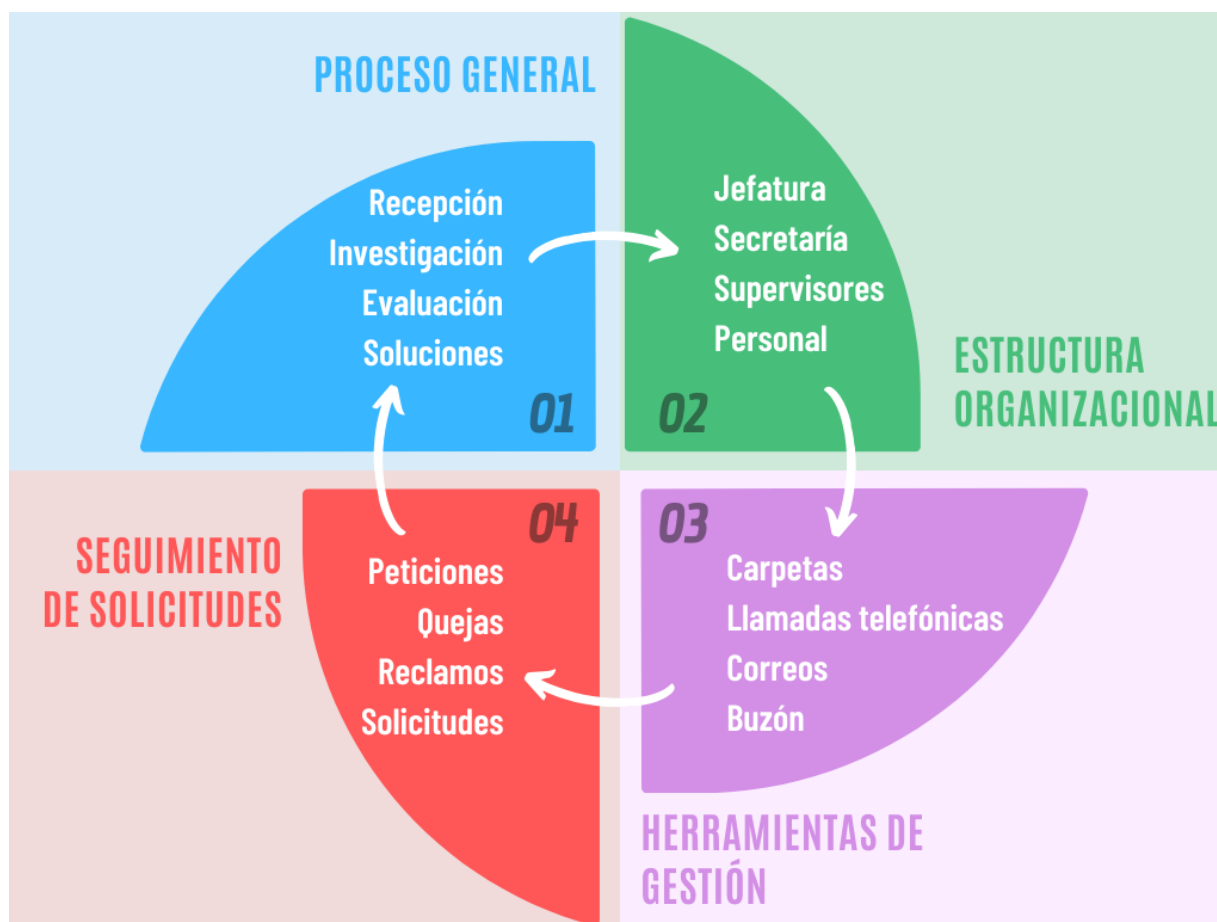 PROCESO GENERAL
Recepción
Investigación
Evaluación
Soluciones
01
Jefatura
Secretaría
Supervisores
Personal
02
ESTRUCTURA
ORGANIZACIONAL
03
Carpetas
Llamadas telefónicas
Correos
Buzón
HERRAMIENTAS DE
GESTIÓN
04
SEGUIMIENTO
DE SOLICITUDES
Peticiones
Quejas
Reclamos
Solicitudes